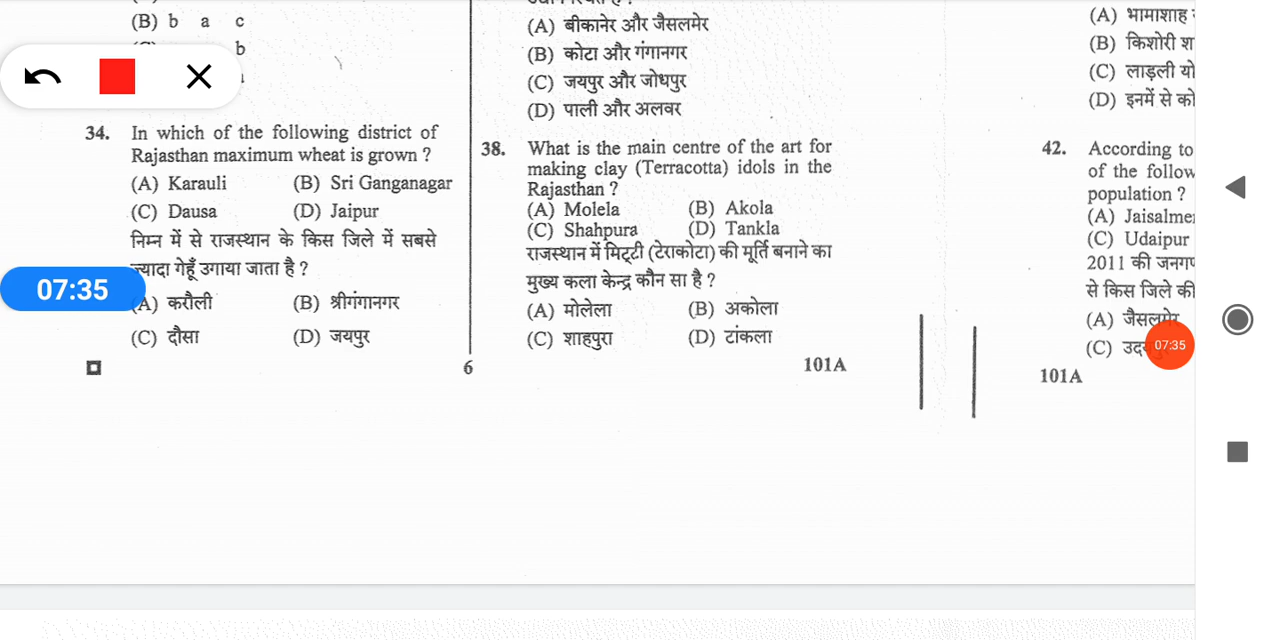 (B) b a c
b
34. In which of the following district of
Rajasthan maximum wheat is grown ?
(A) Karauli (B) Sri Ganganagar
(C) Dausa (D) Jaipur
निम्न में से राजस्थान के किस जिले में सबसे
ज्यादा गेहूँ उगाया जाता है ?
07:35
(A) करौली (B) श्रीगंगानगर
(C) दौसा (D) जयपुर
6
(A) बीकानेर और जैसलमेर
(B) कोटा और गंगानगर
(C) जयपुर और जोधपुर
(D) पाली और अलवर
38. What is the main centre of the art for
making clay (Terracotta) idols in the
Rajasthan ?
(A) Molela (B) Akola
(C) Shahpura (D) Tankla
राजस्थान में मिट्टी (टेराकोटा) की मूर्ति बनाने का
मुख्य कला केन्द्र कौन सा है ?
(A) मोलेला (B) अकोला
(C) शाहपुरा (D) टांकला
101A
(A) भामाशाह
(B) किशोरी
(C) लाड़ली
(D) इनमें से
42. According to
of the follow
population ?
(A) Jaisalme
(C) Udaipur
2011 की
से किस जिले की
(A) जैसलमेर
(C)
07:35
101A